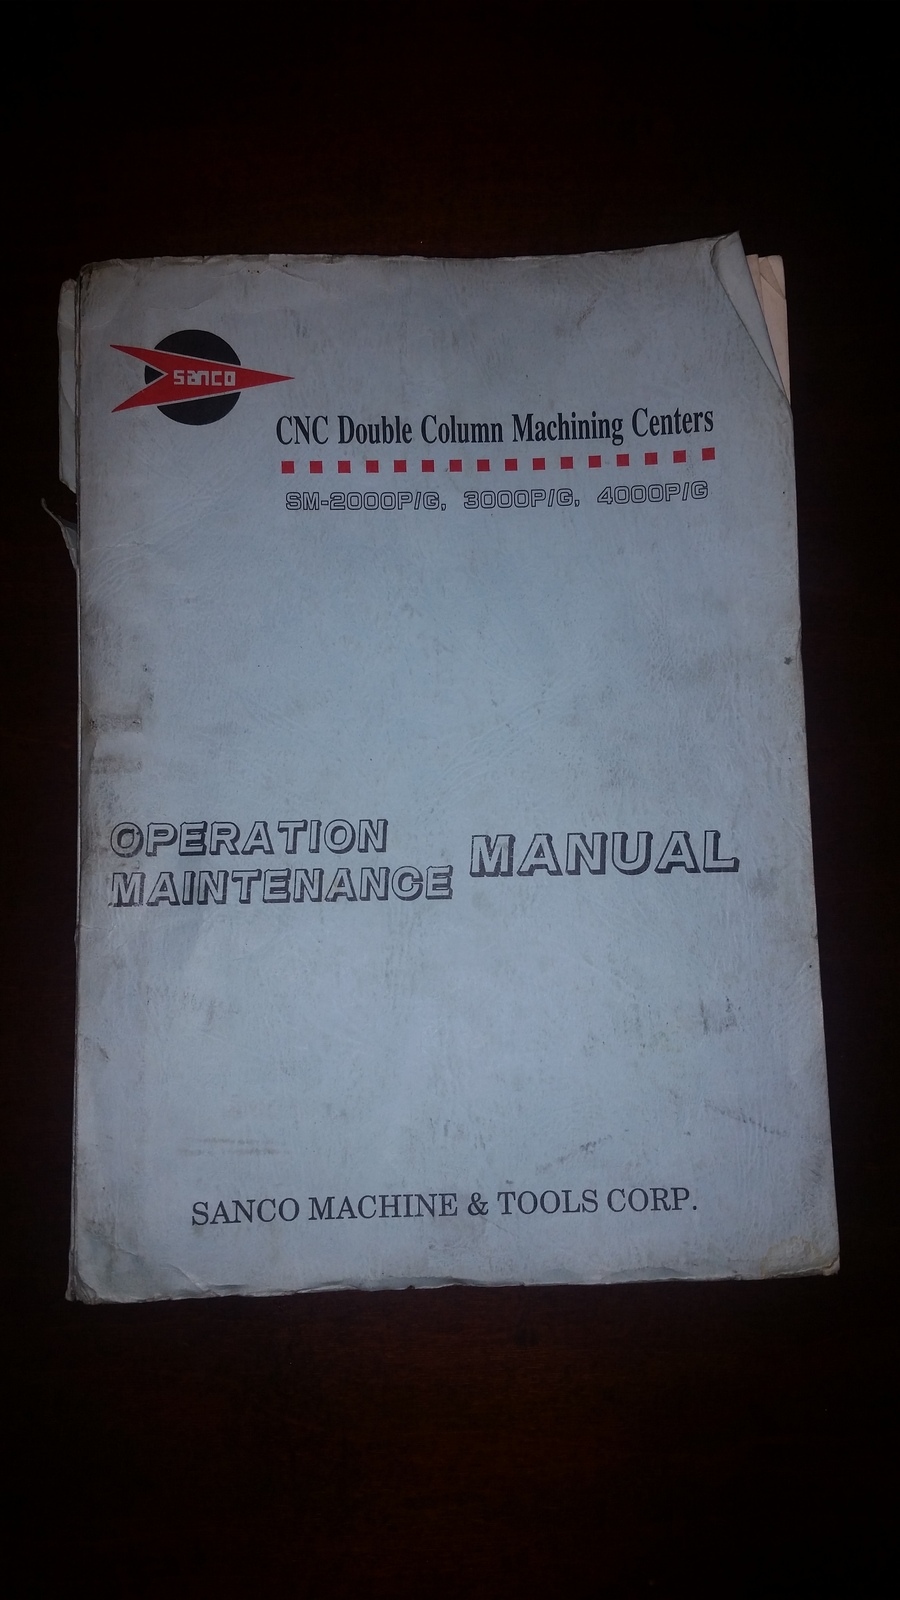 sanco
CNC Double Column Machining Centers
SM-2000P/G, 3000P/G, 4000P/G
OPERATION
MAINTENANCE MANUAL
SANCO MACHINE & TOOLS CORP.